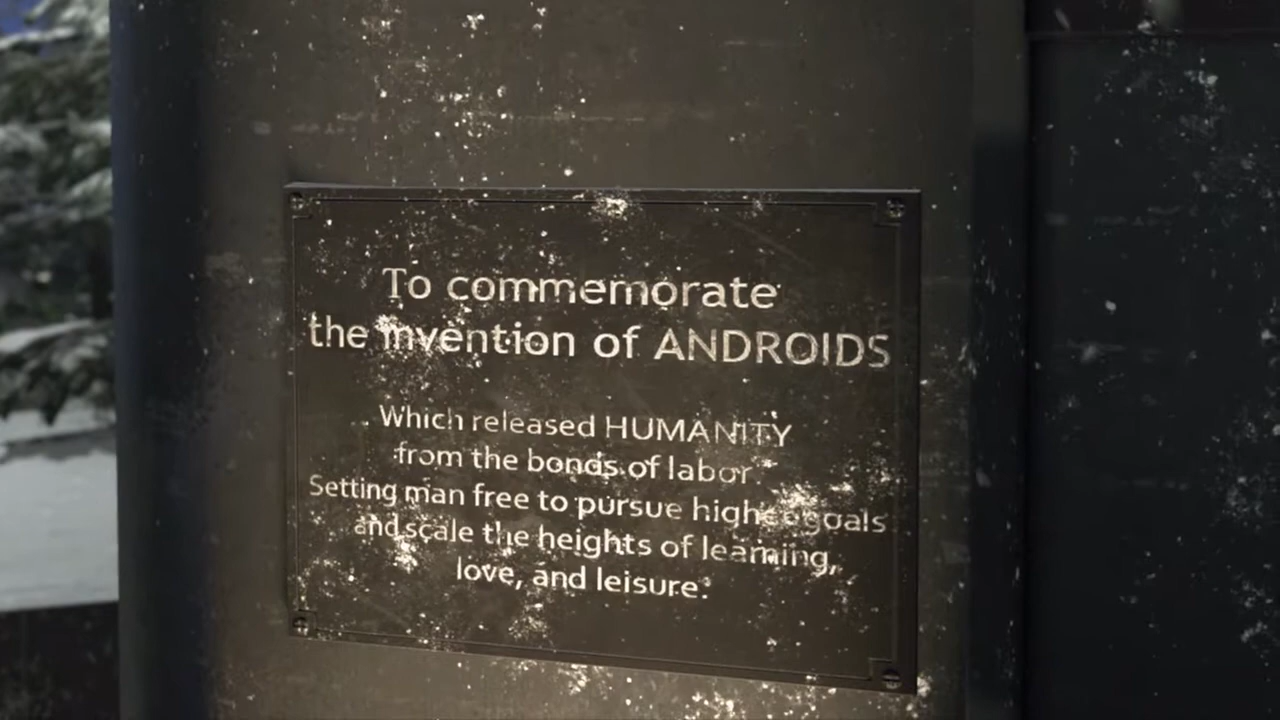 To commemorate
the invention of ANDROIDS
Which released HUMANITY
from the bonds of labor.
Setting man free to pursue higher goals
and scale the heights of learning,
love, and leisure.